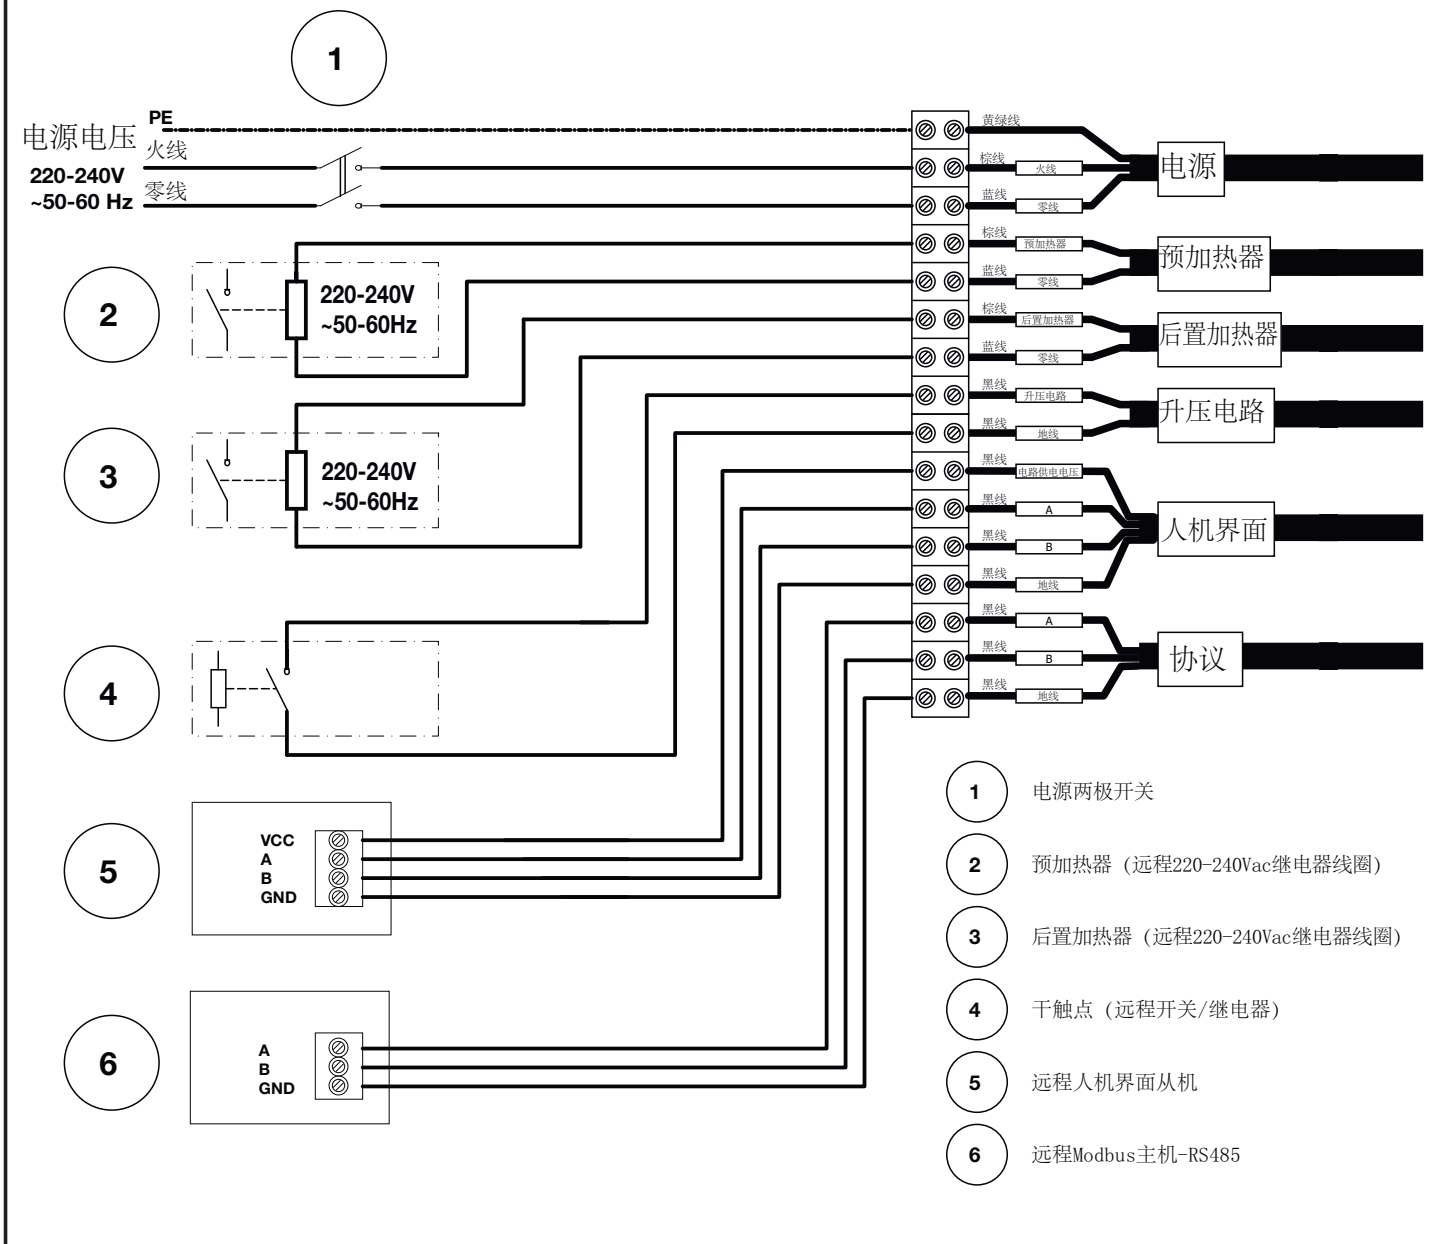 1
电源电压
PE
火线
220-240V
零线
~50-60 Hz
黄绿线
棕线
火线
蓝线
零线
电源
棕线
预加热器
蓝线
零线
预加热器
棕线
后置加热器
蓝线
零线
后置加热器
黑线
升压电路
黑线
地线
升压电路
黑线
电路供电电压
黑线
A
黑线
B
黑线
地线
人机界面
黑线
A
黑线
B
黑线
地线
协议
2
220-240V
~50-60Hz
3
220-240V
~50-60Hz
4
5
VCC
A
B
GND
6
A
B
GND
1 电源两极开关
2 预加热器 (远程220-240Vac继电器线圈)
3 后置加热器 (远程220-240Vac继电器线圈)
4 干触点 (远程开关/继电器)
5 远程人机界面从机
6 远程Modbus主机-RS485